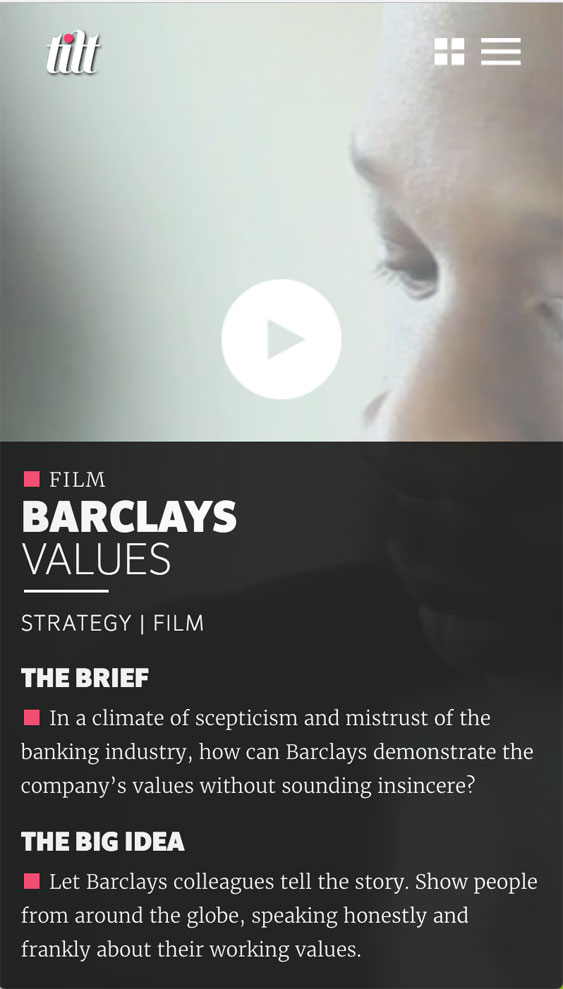 tilt
FILM
BARCLAYS
VALUES
STRATEGY | FILM
THE BRIEF
In a climate of scepticism and mistrust of the
banking industry, how can Barclays demonstrate the
company’s values without sounding insincere?
THE BIG IDEA
Let Barclays colleagues tell the story. Show people
from around the globe, speaking honestly and
frankly about their working values.